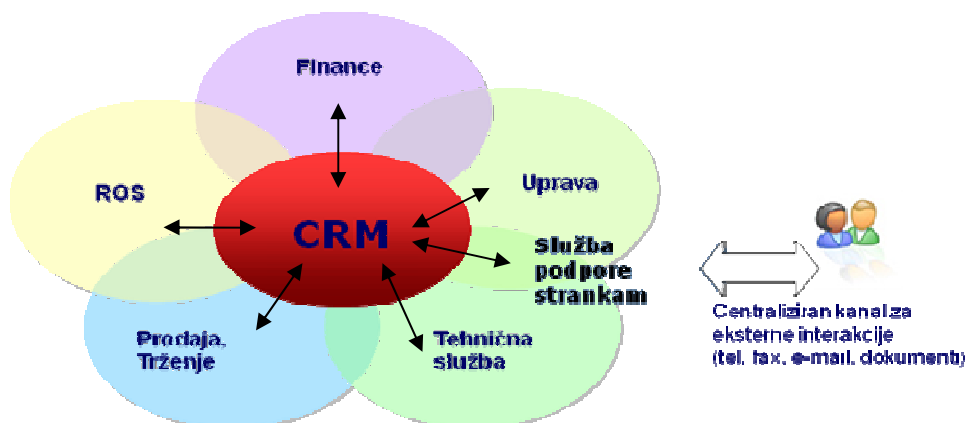 Finance
ROS
Uprava
CRM
Služba
podpore
strankam
Prodaja,
Trženje
Tehnična
služba
Centraliziran kanal za
eksterne interakcije
(tel, fax, e-mail, dokumenti)